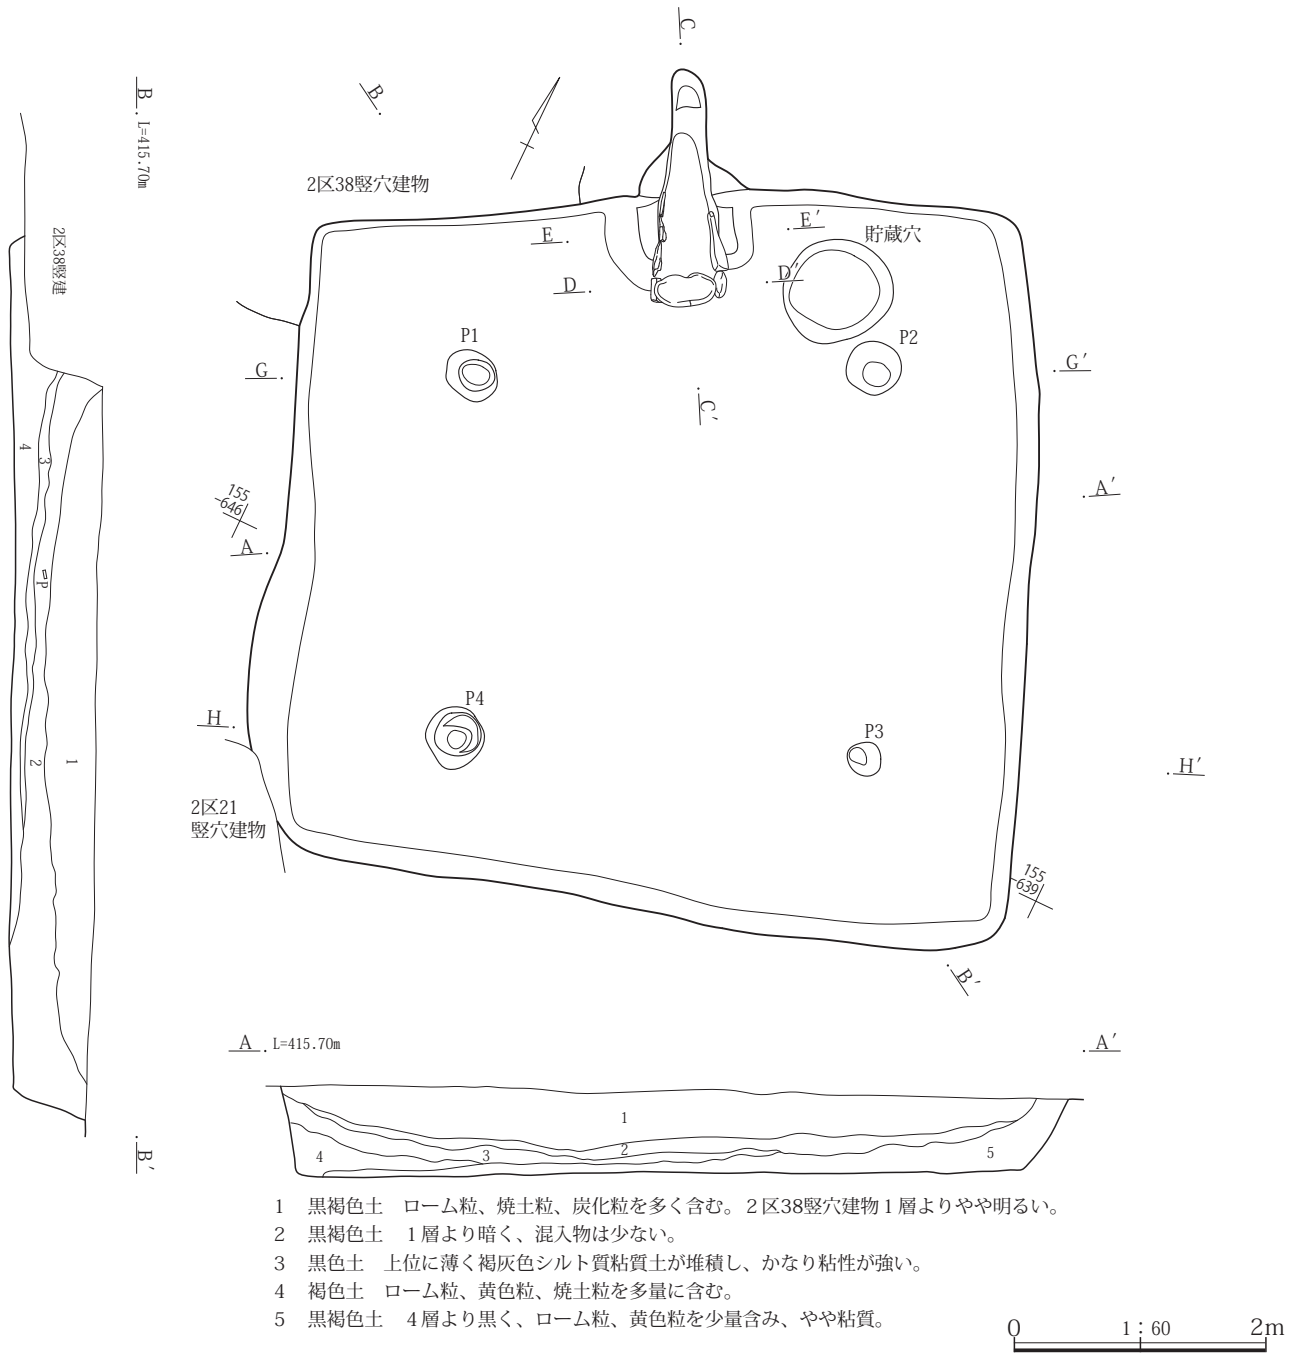 C
B
B
L=415.70m
2区38竪穴建物
2区38竪建
E
E′
貯蔵穴
D
D′
P1
P2
G
G′
C′
4
3
155
-646
A
A′
P
P4
H
P3
H′
2
1
2区21
竪穴建物
155
-639
B′
A
L=415.70m
A′
1
2
3
4
5
B′
1 黒褐色土 ローム粒、焼土粒、炭化粒を多く含む。2区38竪穴建物1層よりやや明るい。
2 黒褐色土 1層より暗く、混入物は少ない。
3 黒色土 上位に薄く褐灰色シルト質粘質土が堆積し、かなり粘性が強い。
4 褐色土 ローム粒、黄色粒、焼土粒を多量に含む。
5 黒褐色土 4層より黒く、ローム粒、黄色粒を少量含み、やや粘質。
0 1:60 2m